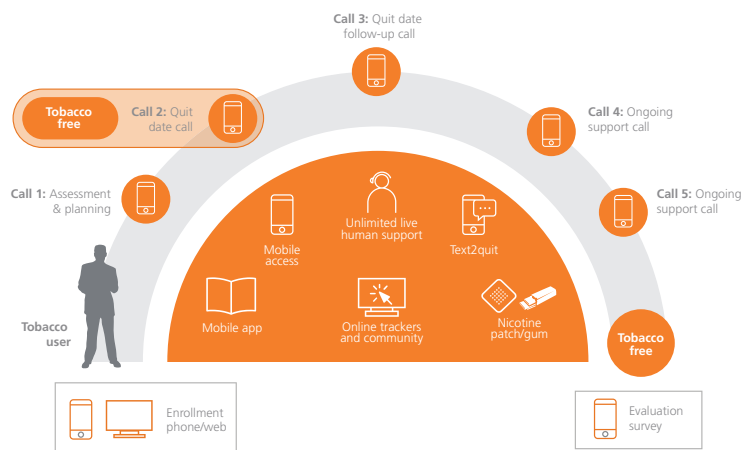 Call 3: Quit date
follow-up call
Tobacco
free
Call 2: Quit
date call
Call 4: Ongoing
support call
Call 1: Assessment
& planning
Call 5: Ongoing
support call
Unlimited live
human support
Mobile
access
Text2quit
Mobile app
Online trackers
and community
Nicotine
patch/gum
Tobacco
user
Tobacco
free
Enrollment
phone/web
Evaluation
survey